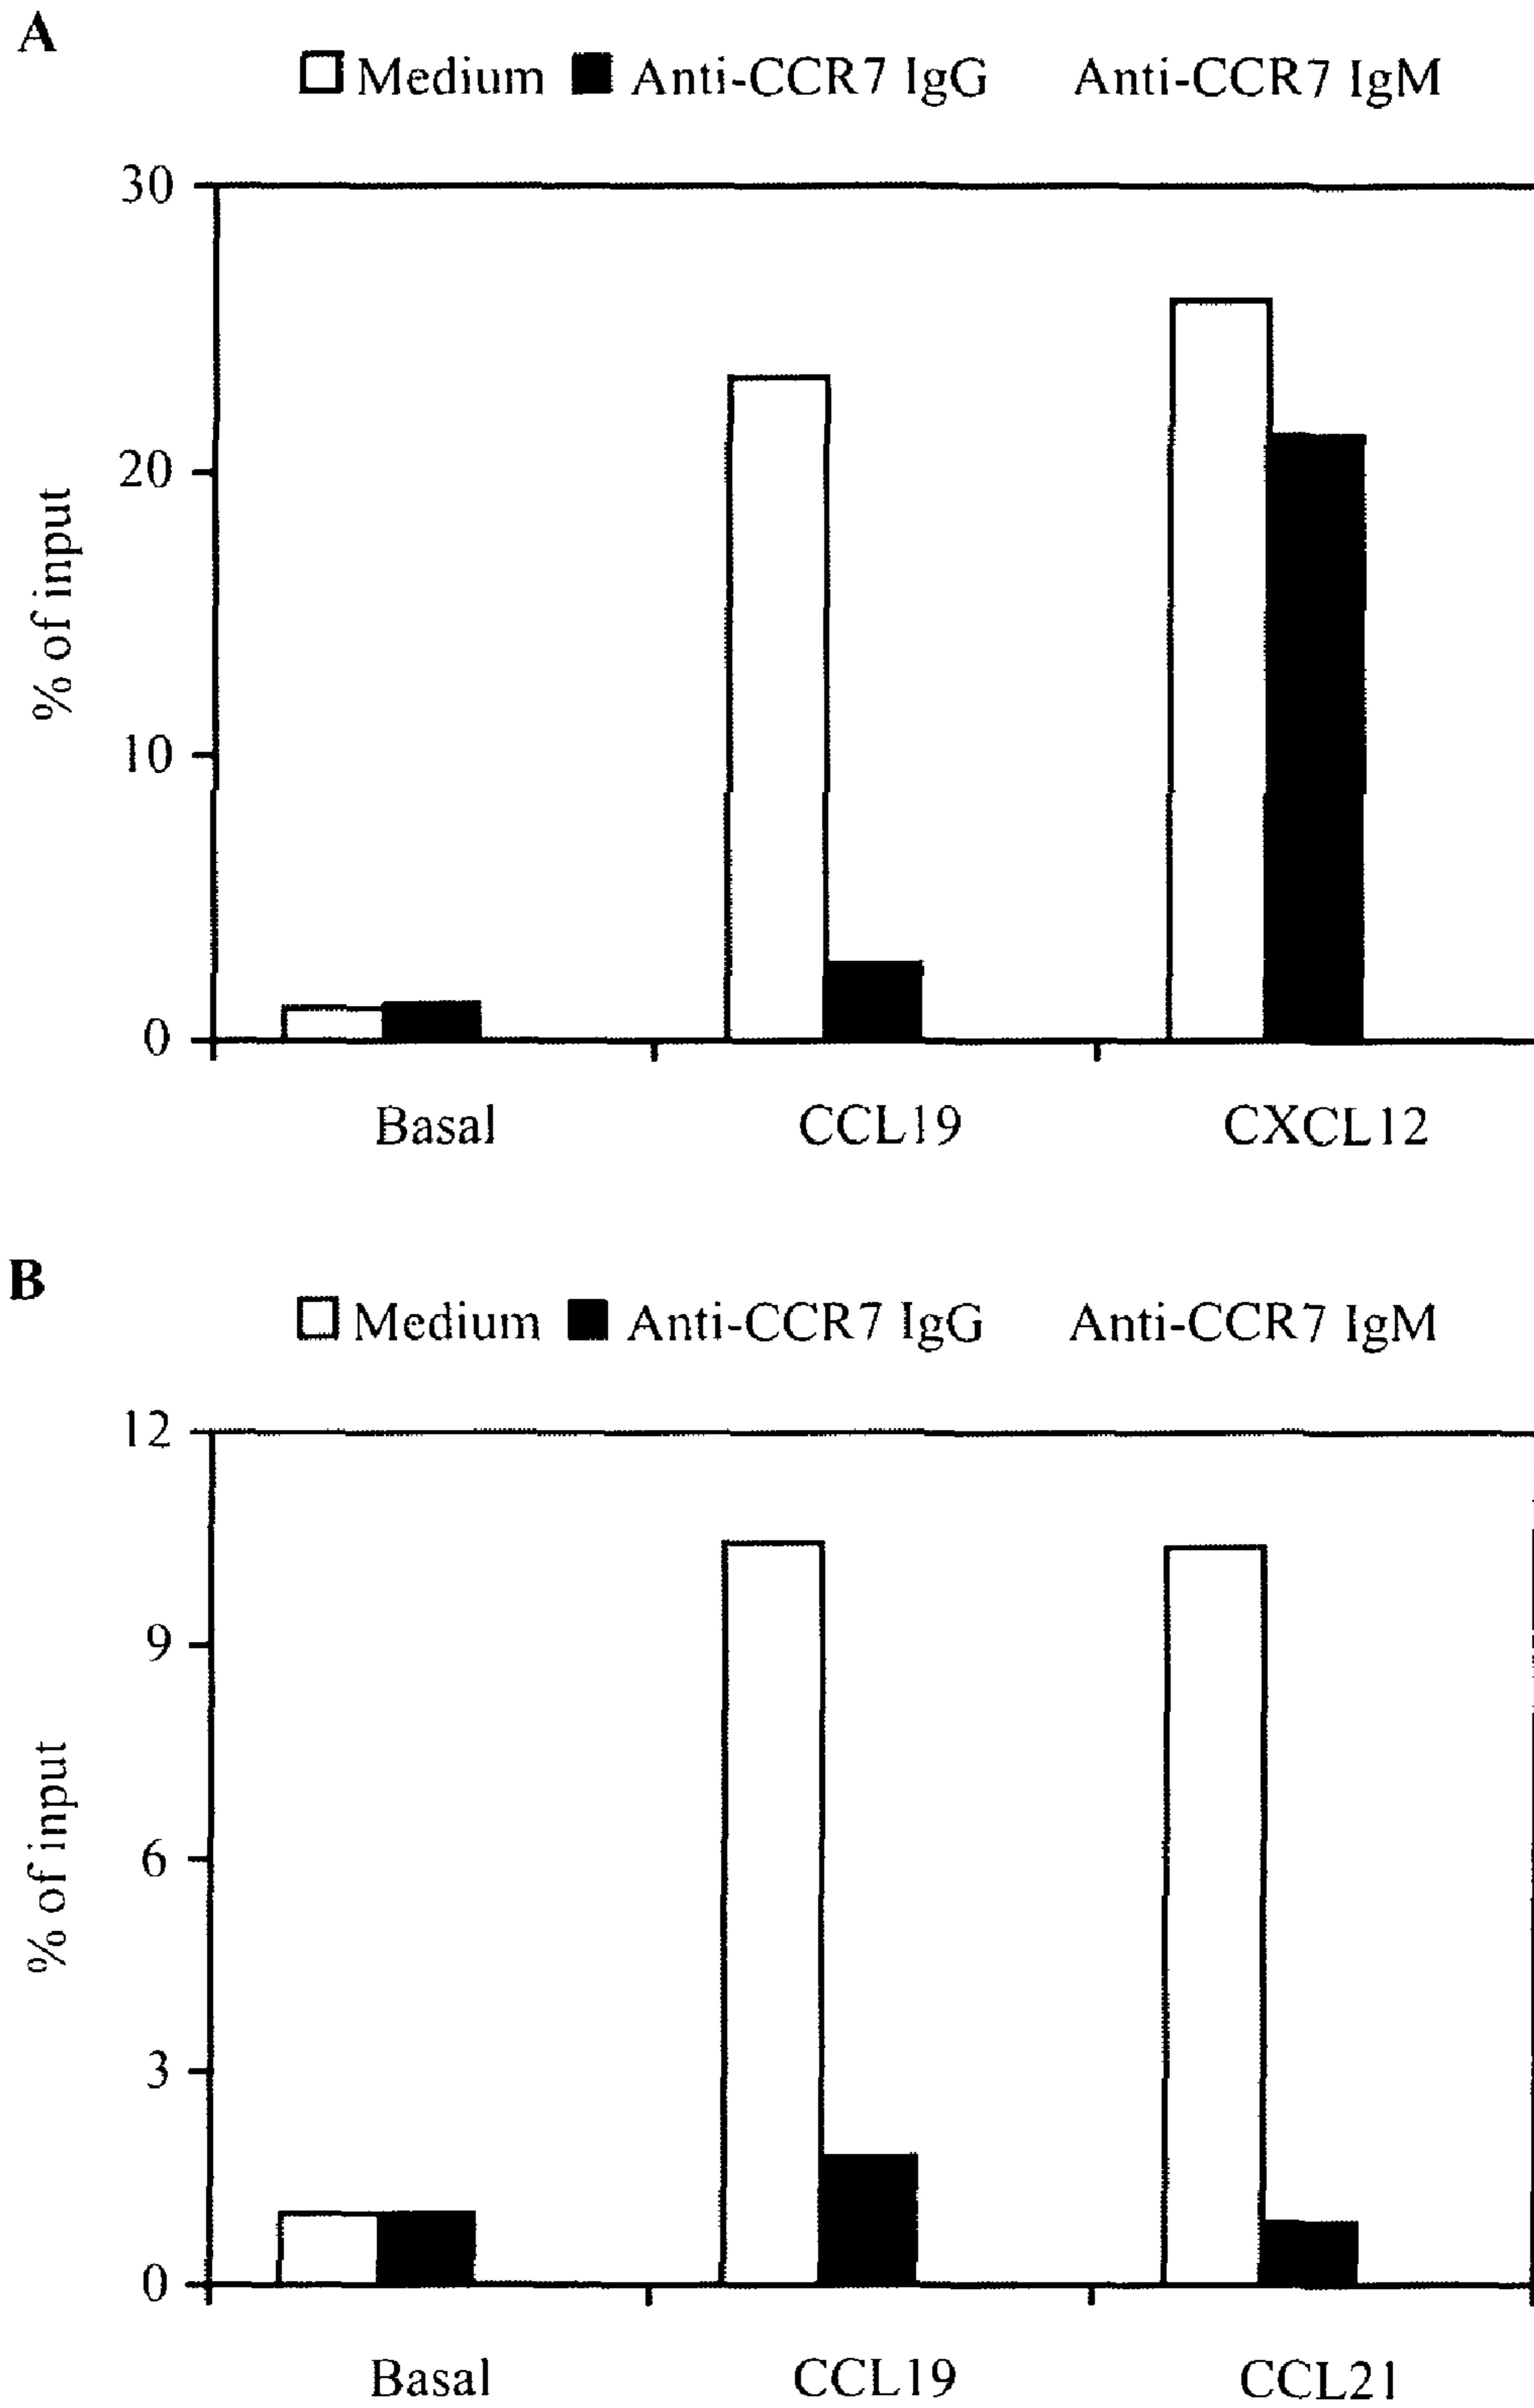 A
Medium Anti-CCR7 IgG Anti-CCR7 IgM
30
20
10
0
% of input
Basal CCL19 CXCL12
B
Medium Anti-CCR7 IgG Anti-CCR7 IgM
12
9
6
3
0
% of input
Basal CCL19 CCL21